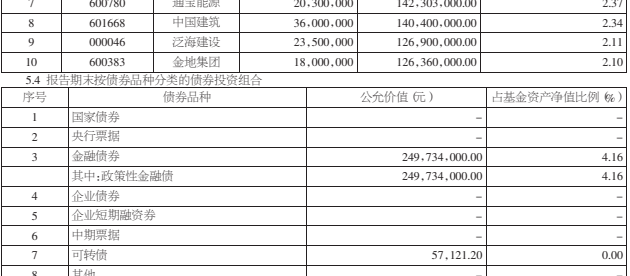 7 600780 通宝能源 20,300,000 142,303,000.00 2.37
8 601668 中国建筑 36,000,000 140,400,000.00 2.34
9 000046 泛海建设 23,500,000 126,900,000.00 2.11
10 600383 金地集团 18,000,000 126,360,000.00 2.10
5.4 报告期末按债券品种分类的债券投资组合
序号 债券品种 公允价值(元) 占基金资产净值比例(%)
1 国家债券 – –
2 央行票据 – –
3 金融债券 249,734,000.00 4.16
其中:政策性金融债 249,734,000.00 4.16
4 企业债券 – –
5 企业短期融资券 – –
6 中期票据 – –
7 可转债 57,121.20 0.00
8 其他 – –